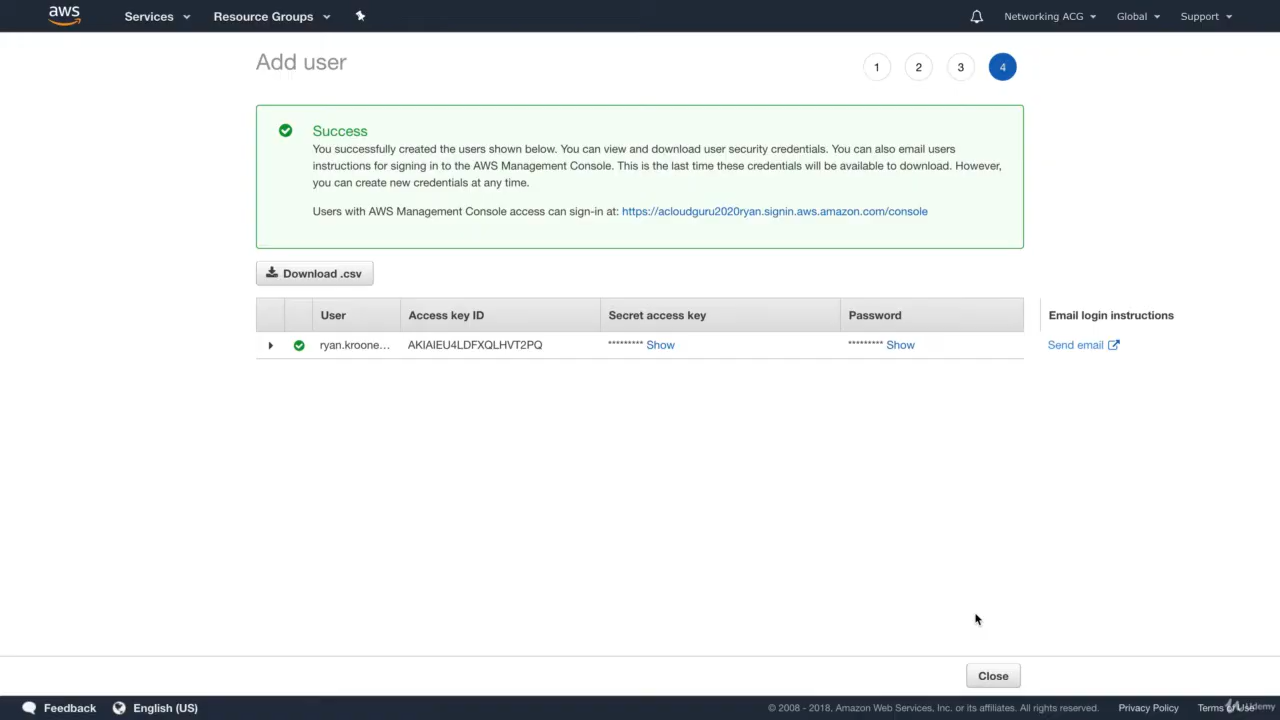 aws Services Resource Groups Networking ACG Global Support
Add user
1 2 3 4
Success
You successfully created the users shown below. You can view and download user security credentials. You can also email users
instructions for signing in to the AWS Management Console. This is the last time these credentials will be available to download. However,
you can create new credentials at any time.
Users with AWS Management Console access can sign-in at: https://acloudguru2020ryan.signin.aws.amazon.com/console
Download .csv
User Access key ID Secret access key Password Email login instructions
ryan.kroone... AKIAIEU4LDFXQLHVT2PQ ********* Show ********* Show Send email
Close
Feedback English (US) © 2008 - 2018, Amazon Web Services, Inc. or its affiliates. All rights reserved. Privacy Policy Terms of Use Udemy